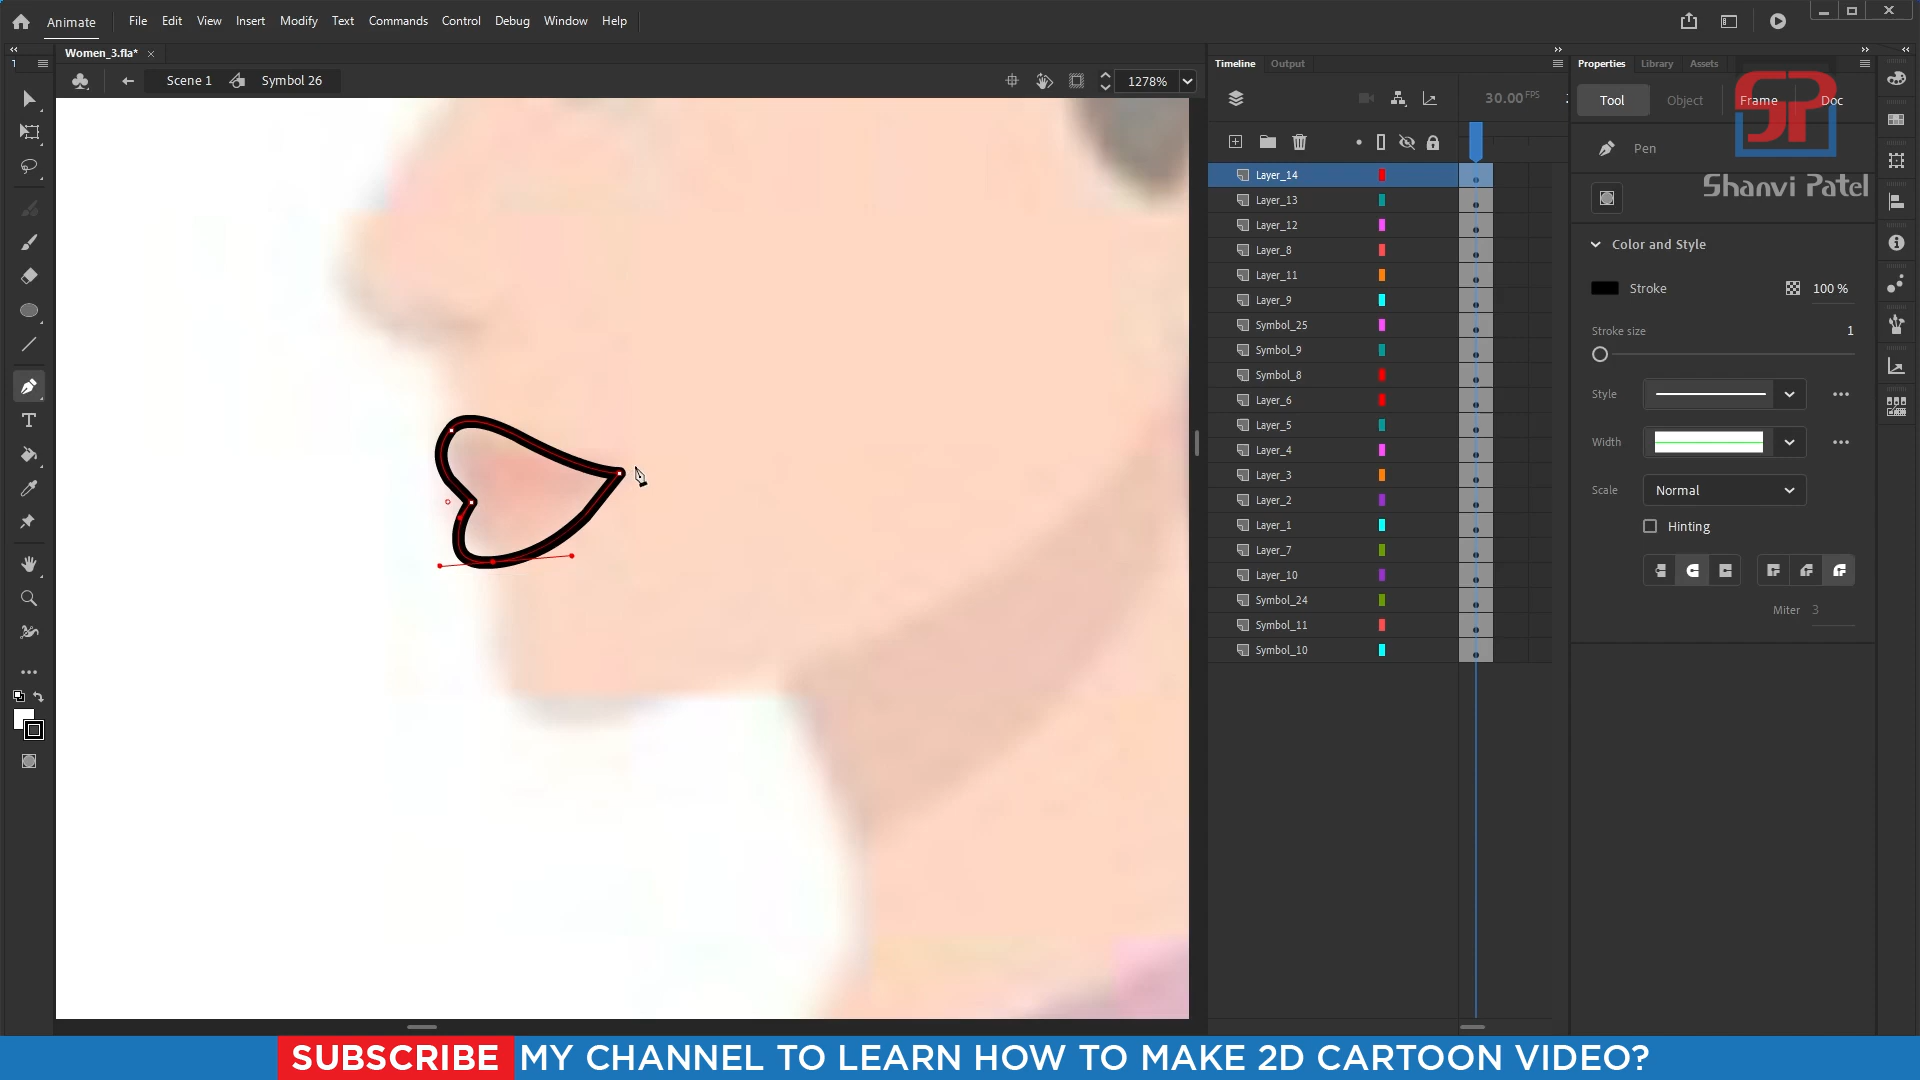 Animate File Edit View Insert Modify Text Commands Control Debug Window Help
Women_3.fla*
Scene 1 Symbol 26 1278%
Timeline Output
30.00 FPS
Layer_14
Layer_13
Layer_12
Layer_8
Layer_11
Layer_9
Symbol_25
Symbol_9
Symbol_8
Layer_6
Layer_5
Layer_4
Layer_3
Layer_2
Layer_1
Layer_7
Layer_10
Symbol_24
Symbol_11
Symbol_10
Properties Library Assets
Tool Object Frame Doc
SP
Pen
Shanvi Patel
Color and Style
Stroke 100 %
Stroke size 1
Style
Width
Scale Normal
Hinting
Miter 3
SUBSCRIBE MY CHANNEL TO LEARN HOW TO MAKE 2D CARTOON VIDEO?